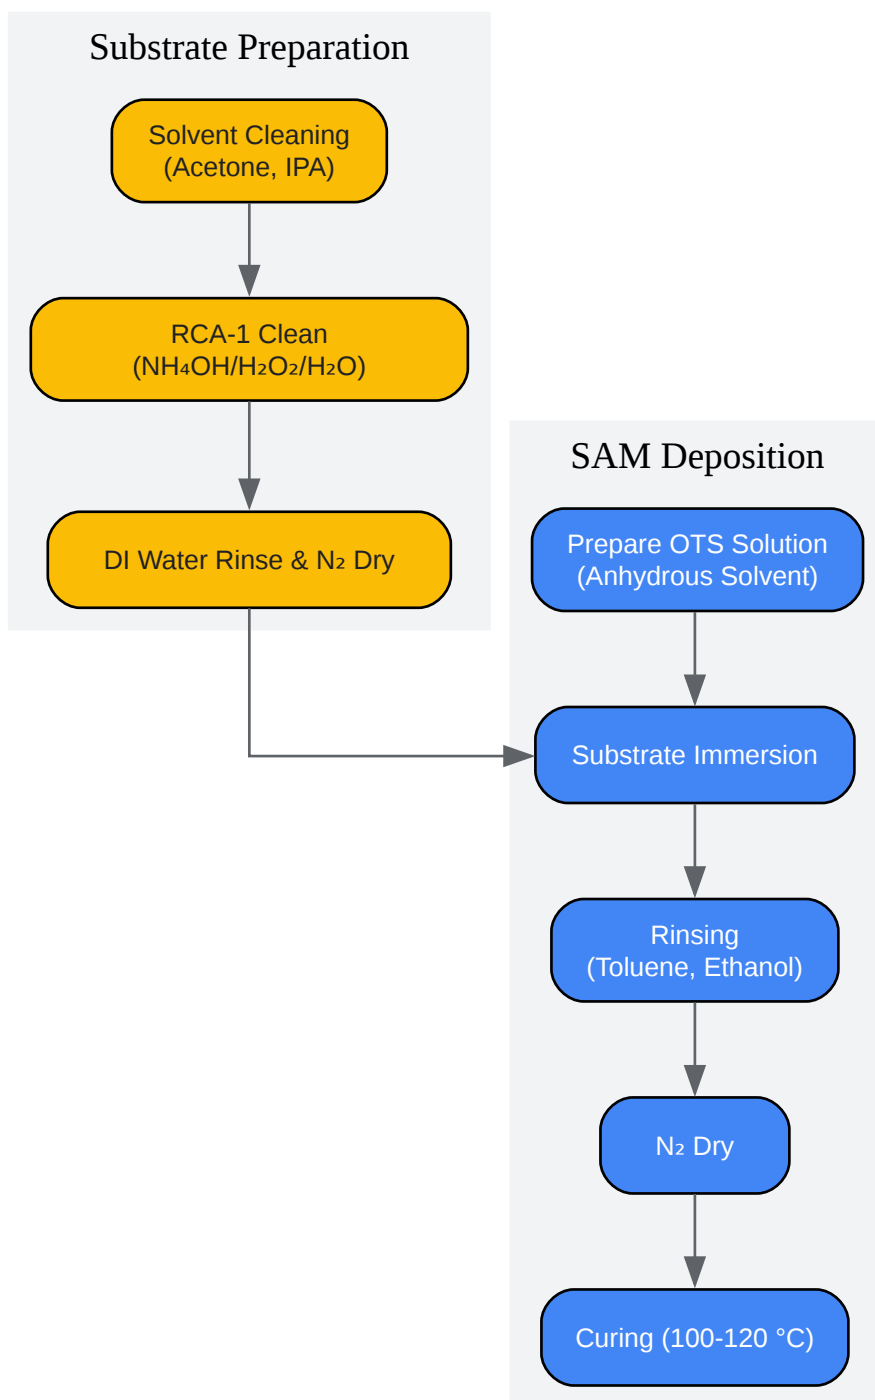 Substrate Preparation
Solvent Cleaning
(Acetone, IPA)
RCA-1 Clean
(NH₄OH/H₂O₂/H₂O)
DI Water Rinse & N₂ Dry
SAM Deposition
Prepare OTS Solution
(Anhydrous Solvent)
Substrate Immersion
Rinsing
(Toluene, Ethanol)
N₂ Dry
Curing (100-120 °C)